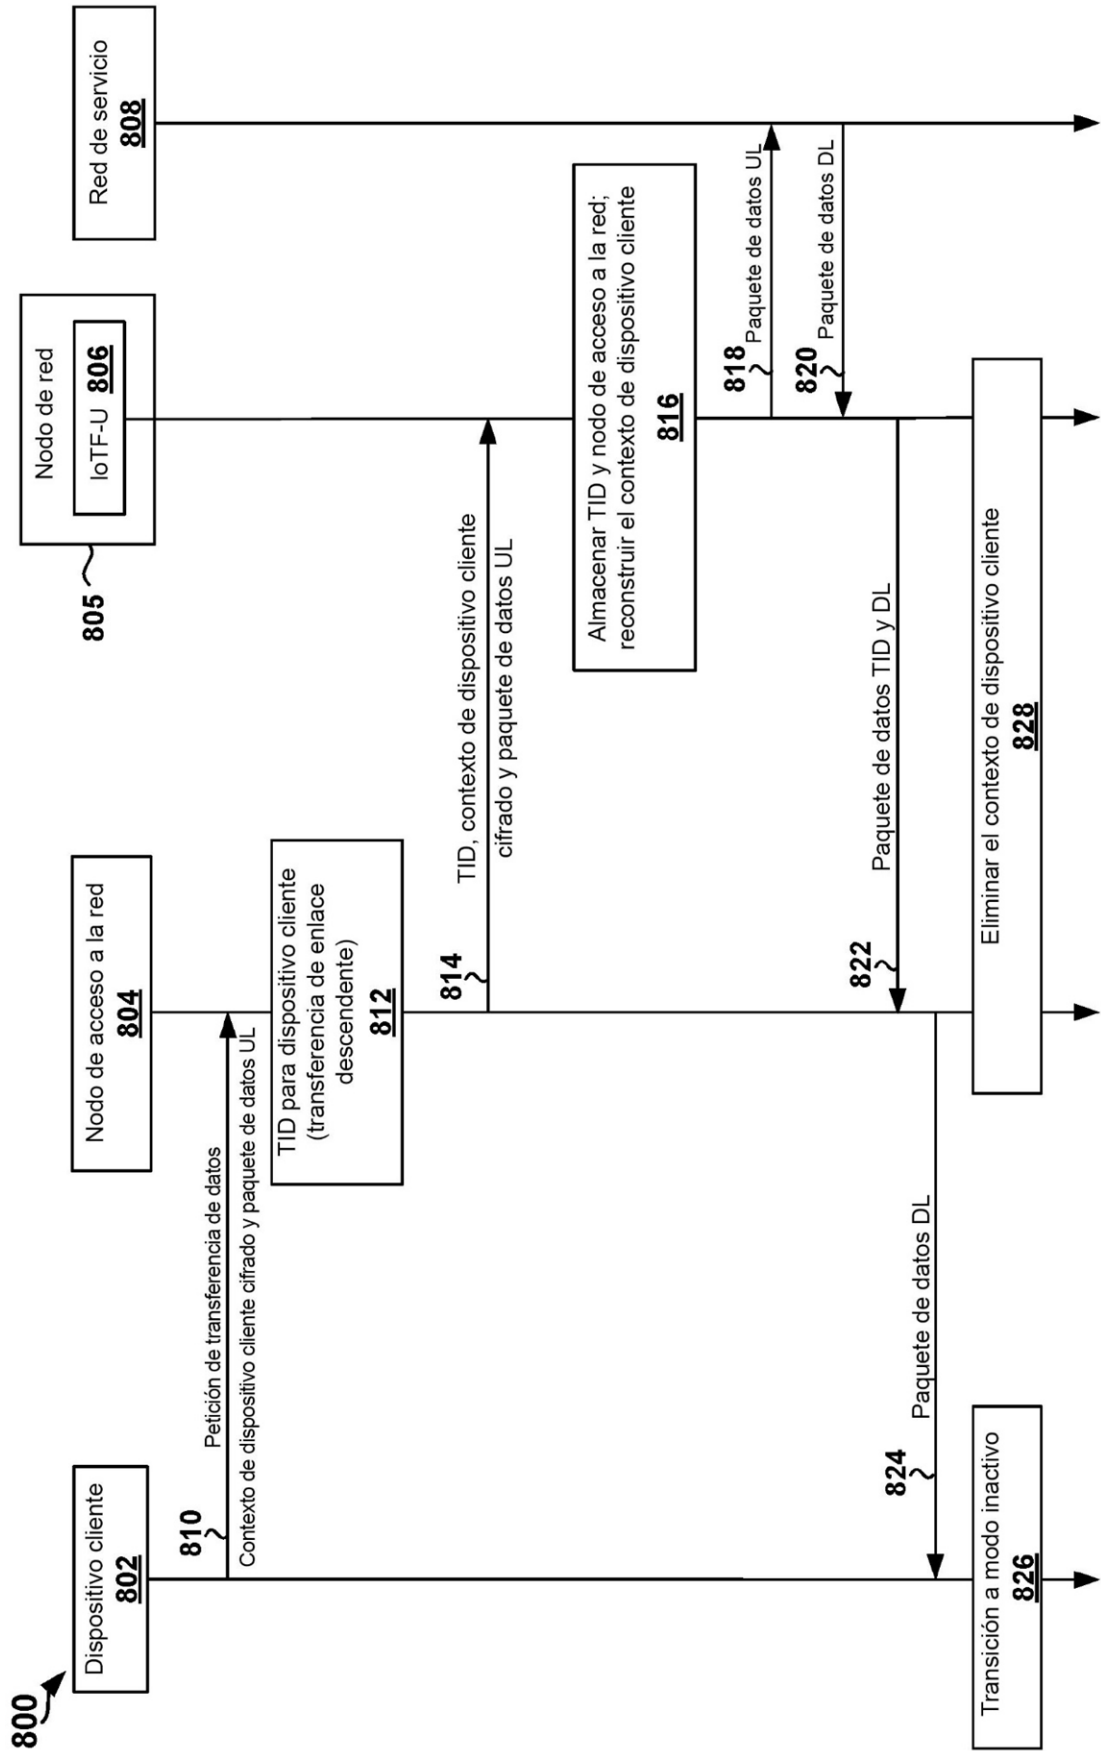 800
Dispositivo cliente
802
Nodo de acceso a la red
804
805
Nodo de red
IoTF-U 806
Red de servicio
808
810
Petición de transferencia de datos
Contexto de dispositivo cliente cifrado y paquete de datos UL
TID para dispositivo cliente
(transferencia de enlace
descendente)
812
814
TID, contexto de dispositivo cliente
cifrado y paquete de datos UL
Almacenar TID y nodo de acceso a la red;
reconstruir el contexto de dispositivo cliente
816
818
Paquete de datos UL
820
Paquete de datos DL
822
Paquete de datos TID y DL
824
Paquete de datos DL
Transición a modo inactivo
826
Eliminar el contexto de dispositivo cliente
828